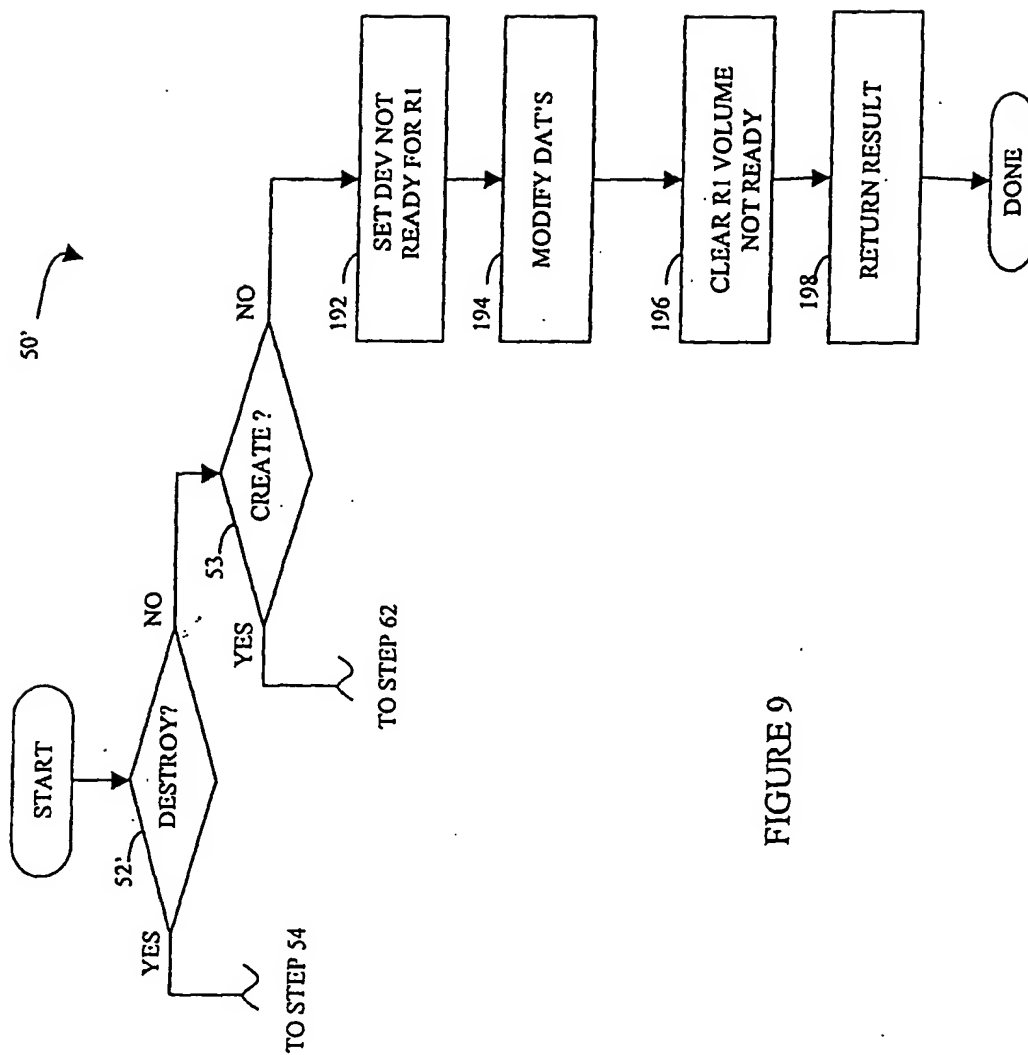 50'
START
52'
DESTROY?
YES
NO
TO STEP 54
53
CREATE ?
YES
NO
TO STEP 62
192
SET DEV NOT
READY FOR R1
194
MODIFY DAT'S
196
CLEAR R1 VOLUME
NOT READY
198
RETURN RESULT
DONE
FIGURE 9